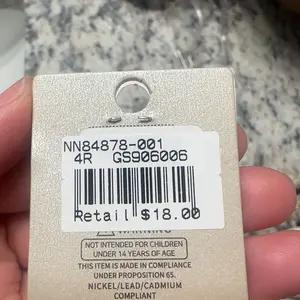 NN84878-001
4R GS906006
Retail $18.00
WARNING
NOT INTENDED FOR CHILDREN
UNDER 14 YEARS OF AGE
THIS ITEM IS MADE IN COMPLIANCE
UNDER PROPOSITION 65.
NICKEL/LEAD/CADMIUM
COMPLIANT